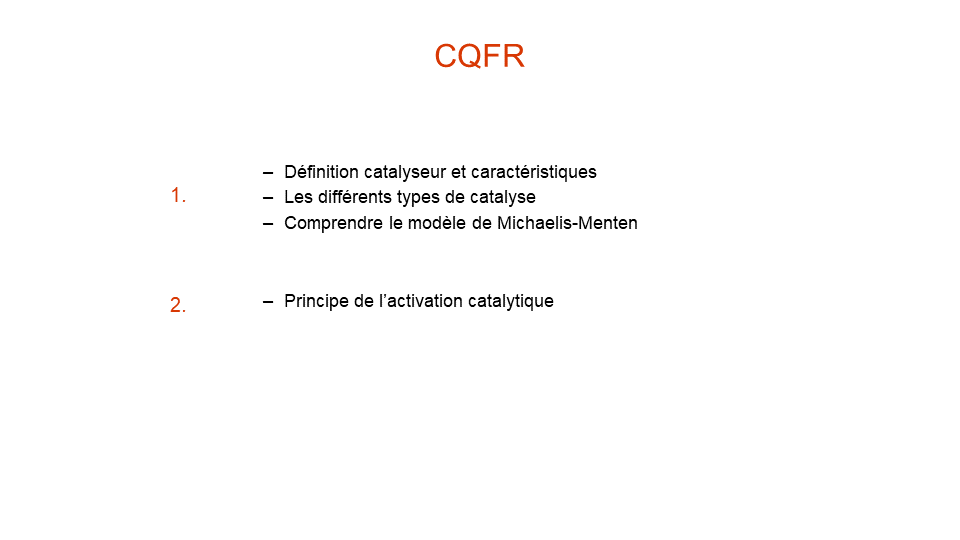 CQFR
1.
– Définition catalyseur et caractéristiques
– Les différents types de catalyse
– Comprendre le modèle de Michaelis-Menten
2.
– Principe de l’activation catalytique